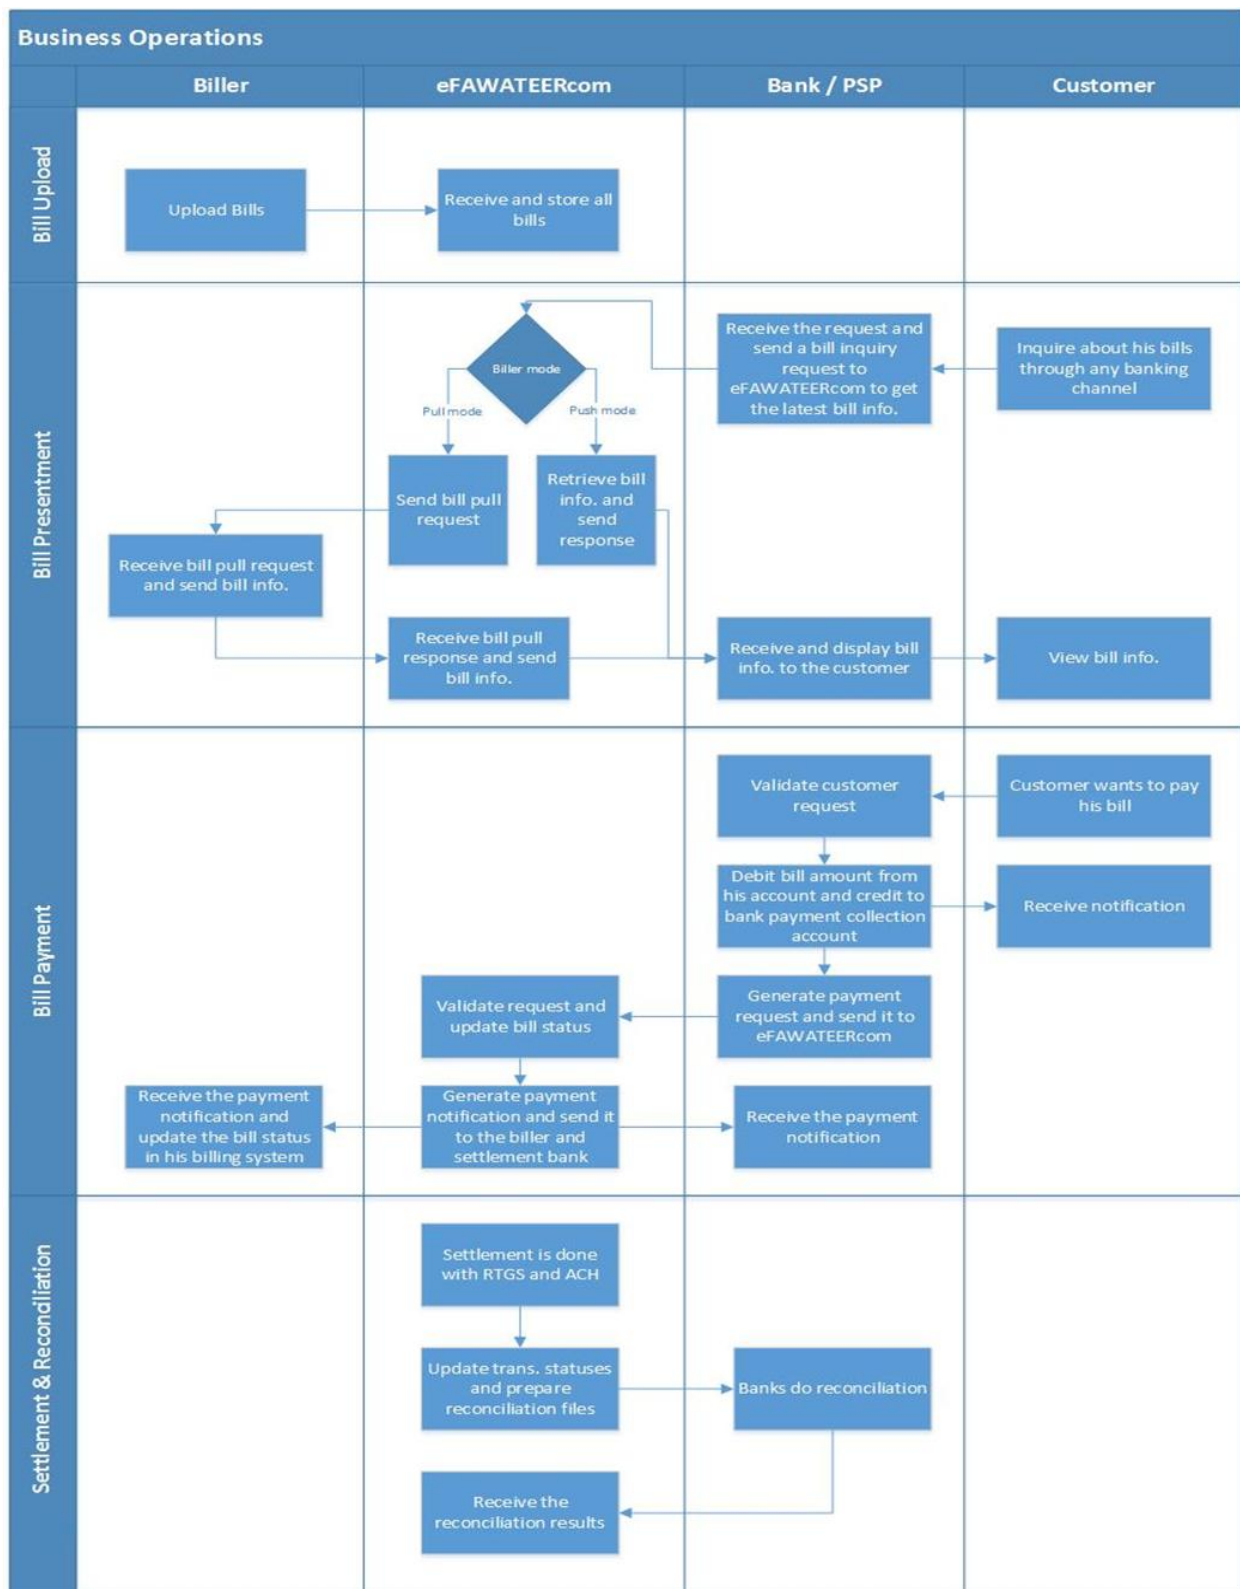 Business Operations
Biller
eFAWATEERcom
Bank / PSP
Customer
Bill Upload
Upload Bills
Receive and store all
bills
Bill Presentment
Biller mode
Pull mode
Push mode
Receive the request and
send a bill inquiry
request to
eFAWATEERcom to get
the latest bill info.
Inquire about his bills
through any banking
channel
Send bill pull
request
Retrieve bill
info. and
send
response
Receive bill pull request
and send bill info.
Receive bill pull
response and send
bill info.
Receive and display bill
info. to the customer
View bill info.
Bill Payment
Validate customer
request
Customer wants to pay
his bill
Debit bill amount from
his account and credit to
bank payment collection
account
Receive notification
Validate request and
update bill status
Generate payment
request and send it to
eFAWATEERcom
Receive the payment
notification and
update the bill status
in his billing system
Generate payment
notification and send it
to the biller and
settlement bank
Receive the payment
notification
Settlement & Recondliation
Settlement is done
with RTGS and ACH
Update trans. statuses
and prepare
reconciliation files
Banks do reconciliation
Receive the
reconciliation results